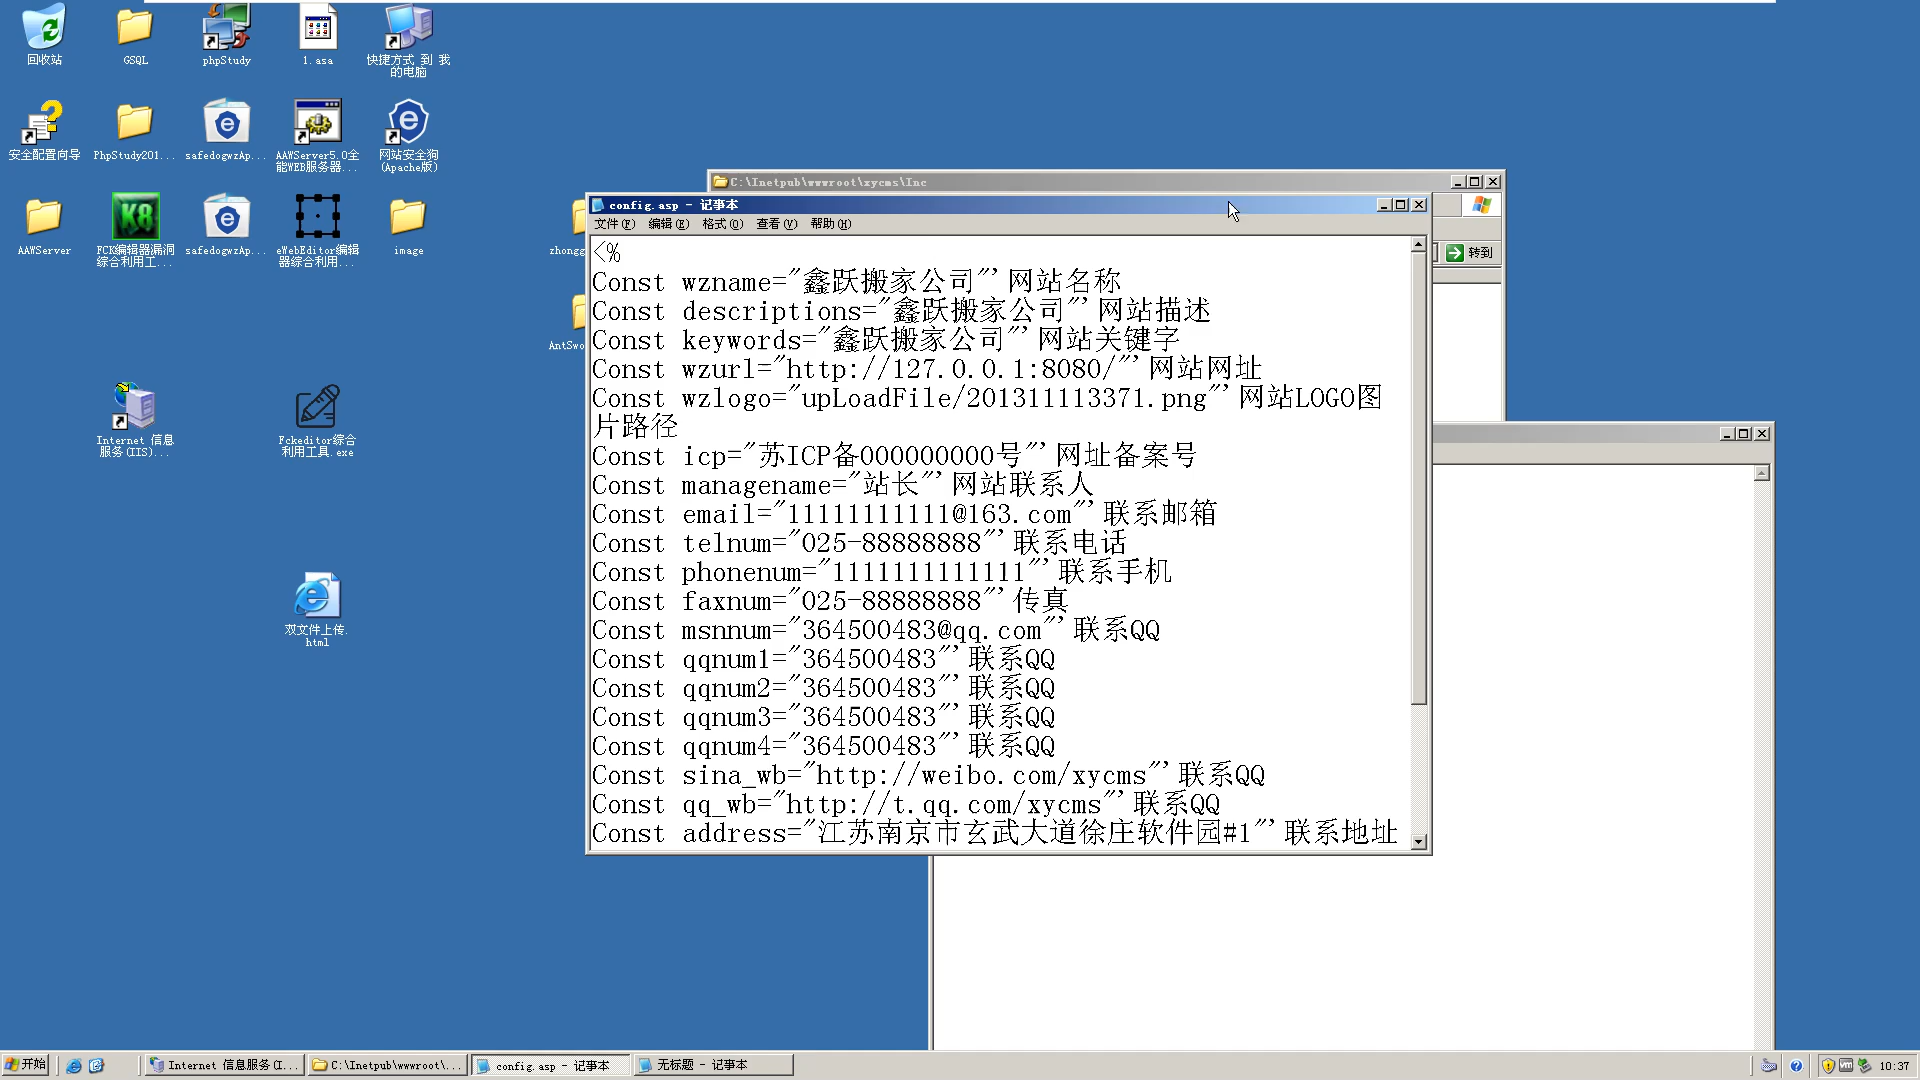 回收站
GSQL
phpStudy
1.asa
快捷方式 到 我
的电脑
安全配置向导
PhpStudy201...
safedogwzAp...
AAWServer5.0全
能WEB服务器...
网站安全狗
(Apache版)
AAWServer
FCK编辑器漏洞
综合利用工...
safedogwzAp...
eWebEditor编辑
器综合利用...
image
zhongg
AntSwo
Internet 信息
服务(IIS)...
Fckeditor综合
利用工具.exe
双文件上传.
html
C:\Inetpub\wwwroot\xycms\Inc
转到
config.asp - 记事本
文件(F) 编辑(E) 格式(O) 查看(V) 帮助(H)
<%
Const wzname="鑫跃搬家公司"'网站名称
Const descriptions="鑫跃搬家公司"'网站描述
Const keywords="鑫跃搬家公司"'网站关键字
Const wzurl="http://127.0.0.1:8080/"'网站网址
Const wzlogo="upLoadFile/201311113371.png"'网站LOGO图
片路径
Const icp="苏ICP备000000000号"'网址备案号
Const managename="站长"'网站联系人
Const email="11111111111@163.com"'联系邮箱
Const telnum="025-88888888"'联系电话
Const phonenum="1111111111111"'联系手机
Const faxnum="025-88888888"'传真
Const msnnum="364500483@qq.com"'联系QQ
Const qqnum1="364500483"'联系QQ
Const qqnum2="364500483"'联系QQ
Const qqnum3="364500483"'联系QQ
Const qqnum4="364500483"'联系QQ
Const sina_wb="http://weibo.com/xycms"'联系QQ
Const qq_wb="http://t.qq.com/xycms"'联系QQ
Const address="江苏南京市玄武大道徐庄软件园#1"'联系地址
开始
Internet 信息服务(I...
C:\Inetpub\wwwroot\...
config.asp - 记事本
无标题 - 记事本
10:37